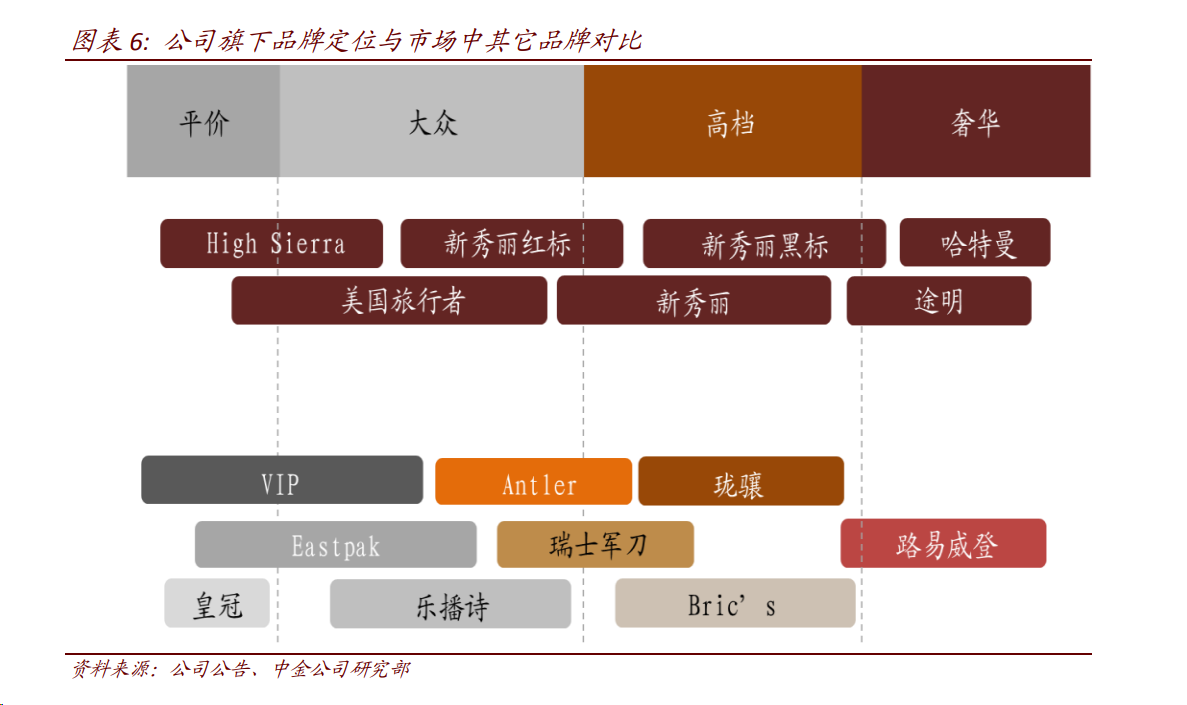 图表 6: 公司旗下品牌定位与市场中其它品牌对比
平价 大众 高档 奢华
High Sierra 新秀丽红标 新秀丽黑标 哈特曼
美国旅行者 新秀丽 途明
VIP Antler 珑骧
Eastpak 瑞士军刀 路易威登
皇冠 乐播诗 Bric’s
资料来源：公司公告、中金公司研究部